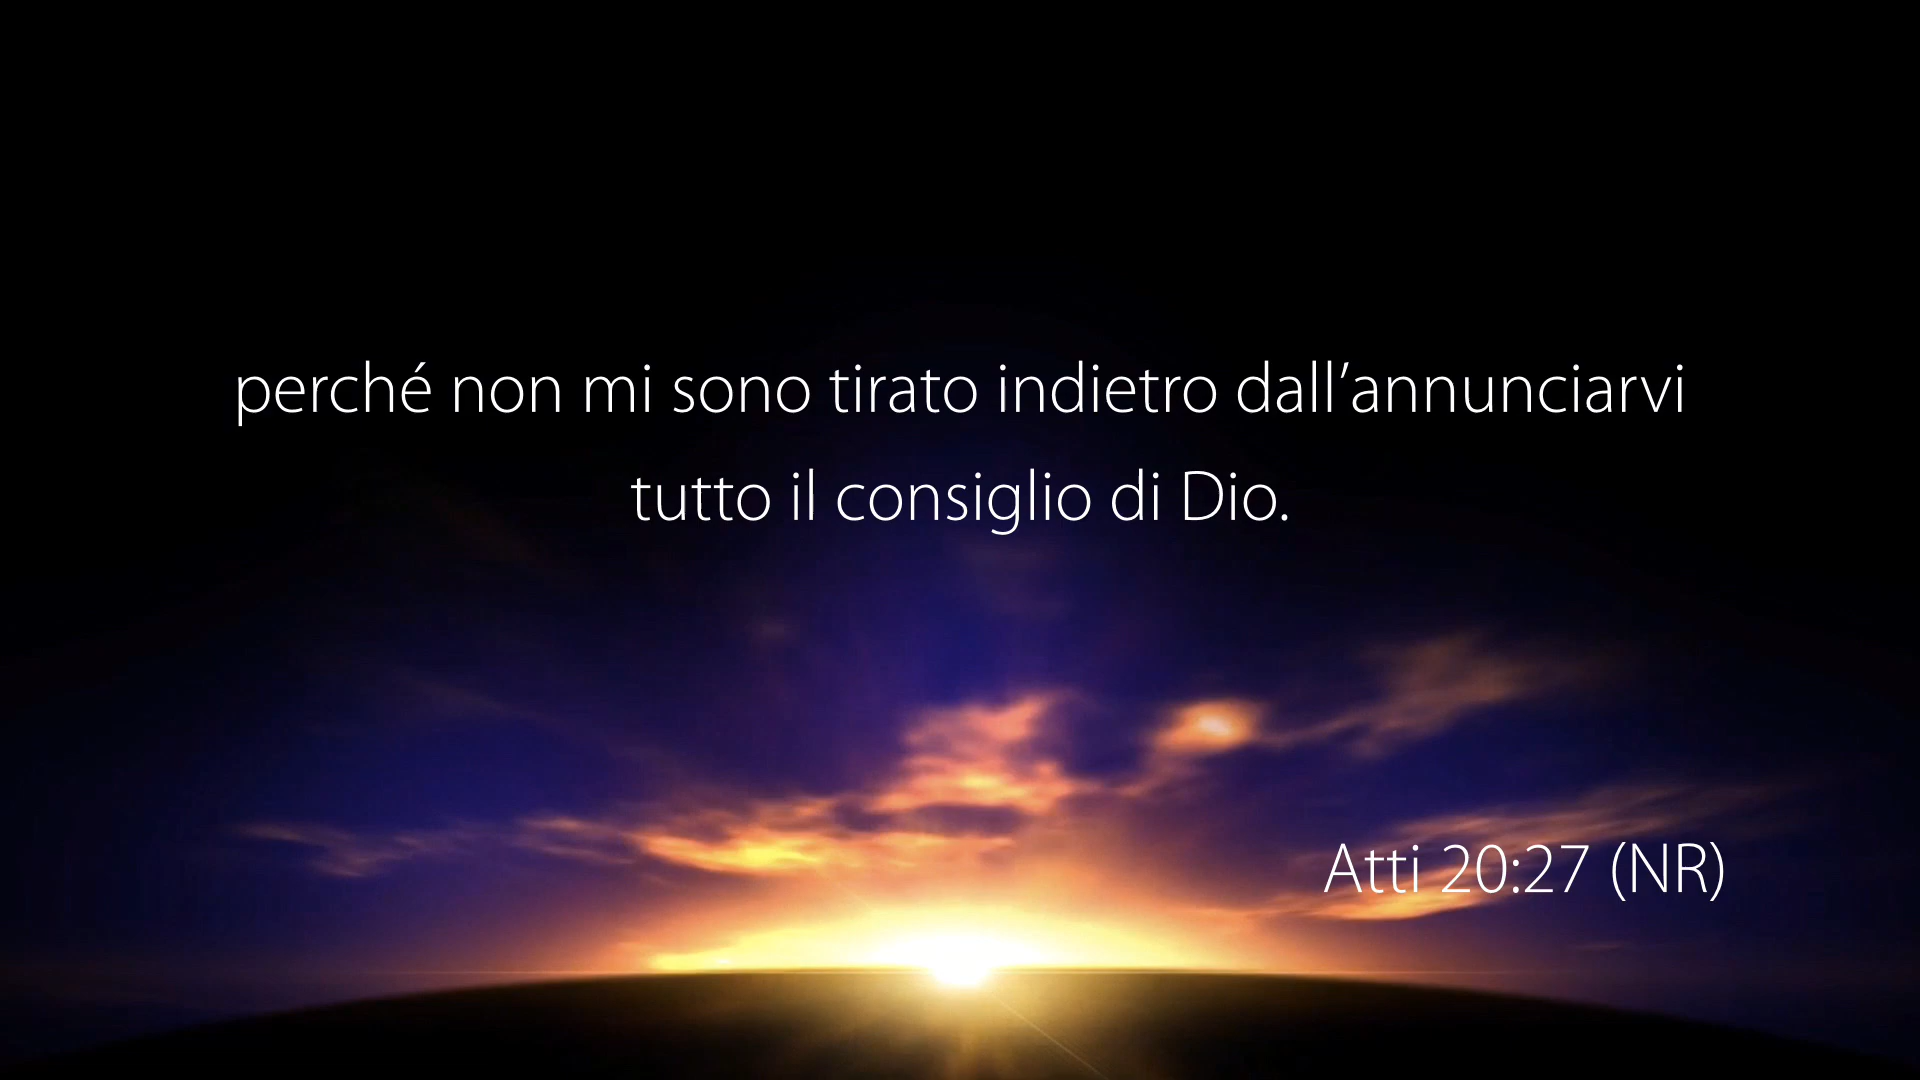 perché non mi sono tirato indietro dall’annunciarvi
tutto il consiglio di Dio.
Atti 20:27 (NR)